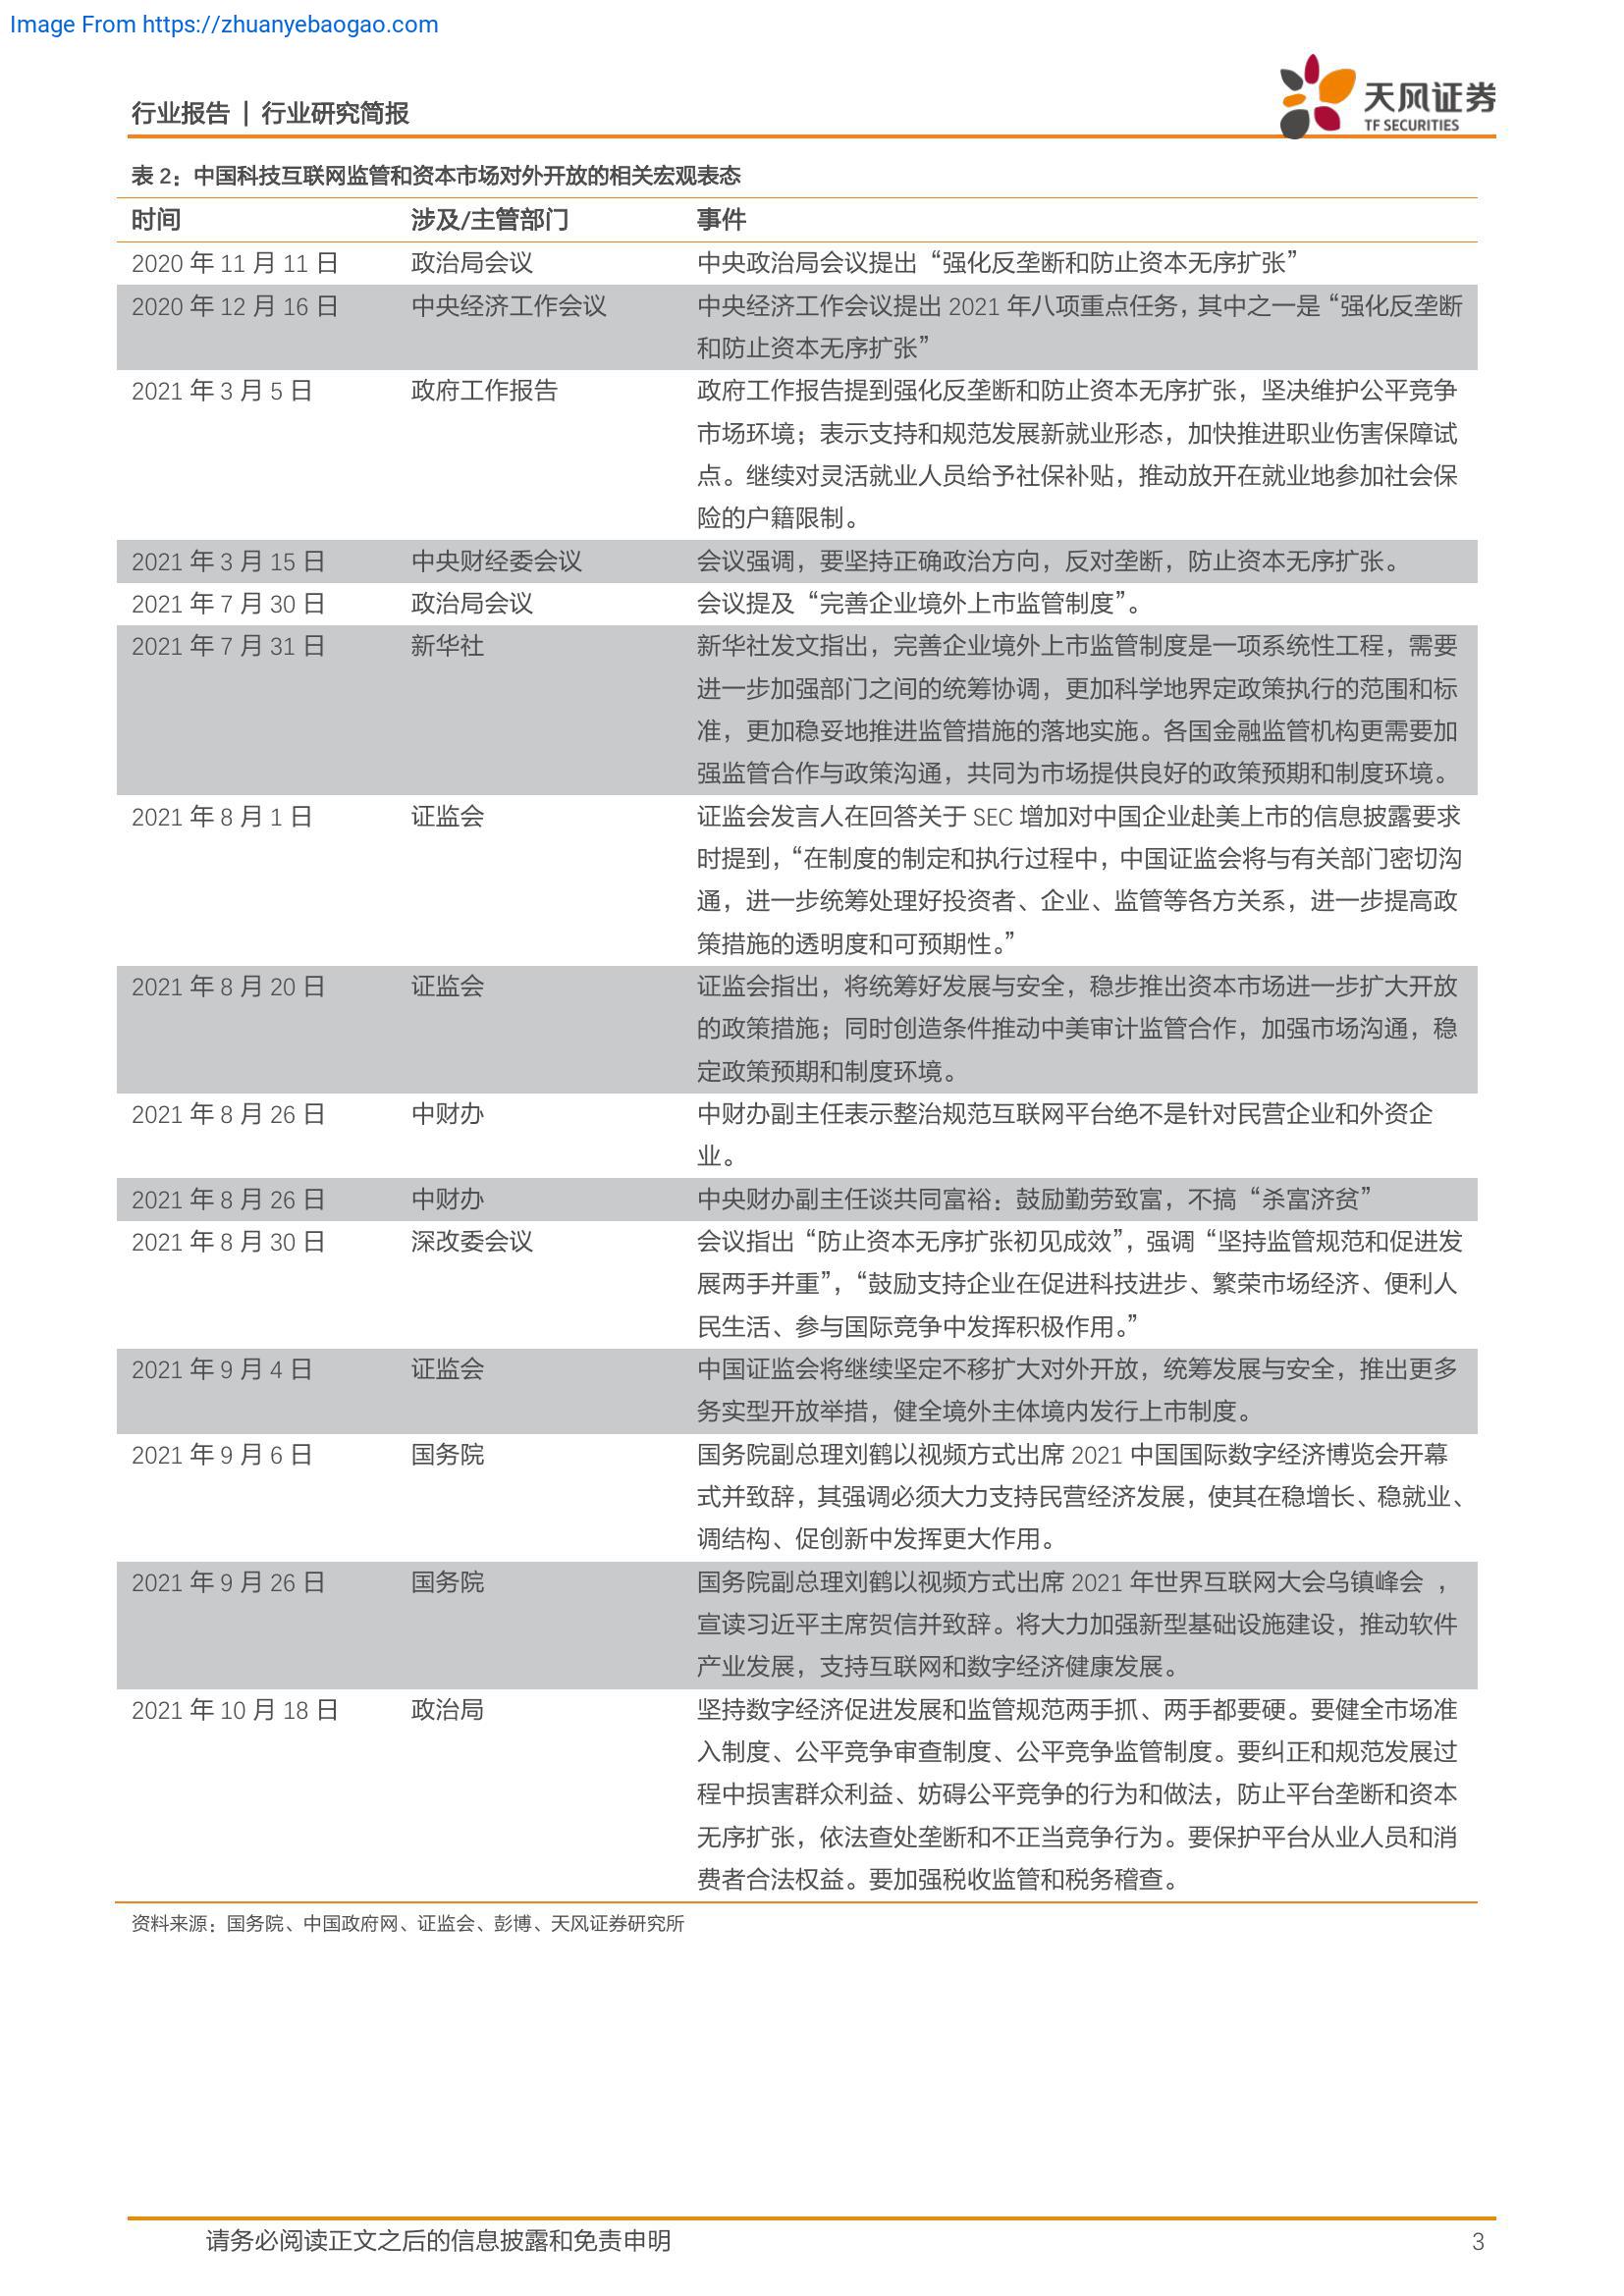 Image From https://zhuanyebaogao.com
行业报告 | 行业研究简报
天风证券
TF SECURITIES
表 2：中国科技互联网监管和资本市场对外开放的相关宏观表态
时间 涉及/主管部门 事件
2020 年 11 月 11 日 政治局会议 中央政治局会议提出“强化反垄断和防止资本无序扩张”
2020 年 12 月 16 日 中央经济工作会议 中央经济工作会议提出 2021 年八项重点任务，其中之一是“强化反垄断
和防止资本无序扩张”
2021 年 3 月 5 日 政府工作报告 政府工作报告提到强化反垄断和防止资本无序扩张，坚决维护公平竞争
市场环境；表示支持和规范发展新就业形态，加快推进职业伤害保障试
点。继续对灵活就业人员给予社保补贴，推动放开在就业地参加社会保
险的户籍限制。
2021 年 3 月 15 日 中央财经委会议 会议强调，要坚持正确政治方向，反对垄断，防止资本无序扩张。
2021 年 7 月 30 日 政治局会议 会议提及“完善企业境外上市监管制度”。
2021 年 7 月 31 日 新华社 新华社发文指出，完善企业境外上市监管制度是一项系统性工程，需要
进一步加强部门之间的统筹协调，更加科学地界定政策执行的范围和标
准，更加稳妥地推进监管措施的落地实施。各国金融监管机构更需要加
强监管合作与政策沟通，共同为市场提供良好的政策预期和制度环境。
2021 年 8 月 1 日 证监会 证监会发言人在回答关于 SEC 增加对中国企业赴美上市的信息披露要求
时提到，“在制度的制定和执行过程中，中国证监会将与有关部门密切沟
通，进一步统筹处理好投资者、企业、监管等各方关系，进一步提高政
策措施的透明度和可预期性。”
2021 年 8 月 20 日 证监会 证监会指出，将统筹好发展与安全，稳步推出资本市场进一步扩大开放
的政策措施；同时创造条件推动中美审计监管合作，加强市场沟通，稳
定政策预期和制度环境。
2021 年 8 月 26 日 中财办 中财办副主任表示整治规范互联网平台绝不是针对民营企业和外资企
业。
2021 年 8 月 26 日 中财办 中央财办副主任谈共同富裕：鼓励勤劳致富，不搞“杀富济贫”
2021 年 8 月 30 日 深改委会议 会议指出“防止资本无序扩张初见成效”，强调“坚持监管规范和促进发
展两手并重”，“鼓励支持企业在促进科技进步、繁荣市场经济、便利人
民生活、参与国际竞争中发挥积极作用。”
2021 年 9 月 4 日 证监会 中国证监会将继续坚定不移扩大对外开放，统筹发展与安全，推出更多
务实型开放举措，健全境外主体境内发行上市制度。
2021 年 9 月 6 日 国务院 国务院副总理刘鹤以视频方式出席 2021 中国国际数字经济博览会开幕
式并致辞，其强调必须大力支持民营经济发展，使其在稳增长、稳就业、
调结构、促创新中发挥更大作用。
2021 年 9 月 26 日 国务院 国务院副总理刘鹤以视频方式出席 2021 年世界互联网大会乌镇峰会 ，
宣读习近平主席贺信并致辞。将大力加强新型基础设施建设，推动软件
产业发展，支持互联网和数字经济健康发展。
2021 年 10 月 18 日 政治局 坚持数字经济促进发展和监管规范两手抓、两手都要硬。要健全市场准
入制度、公平竞争审查制度、公平竞争监管制度。要纠正和规范发展过
程中损害群众利益、妨碍公平竞争的行为和做法，防止平台垄断和资本
无序扩张，依法查处垄断和不正当竞争行为。要保护平台从业人员和消
费者合法权益。要加强税收监管和税务稽查。
资料来源：国务院、中国政府网、证监会、彭博、天风证券研究所
请务必阅读正文之后的信息披露和免责申明 3